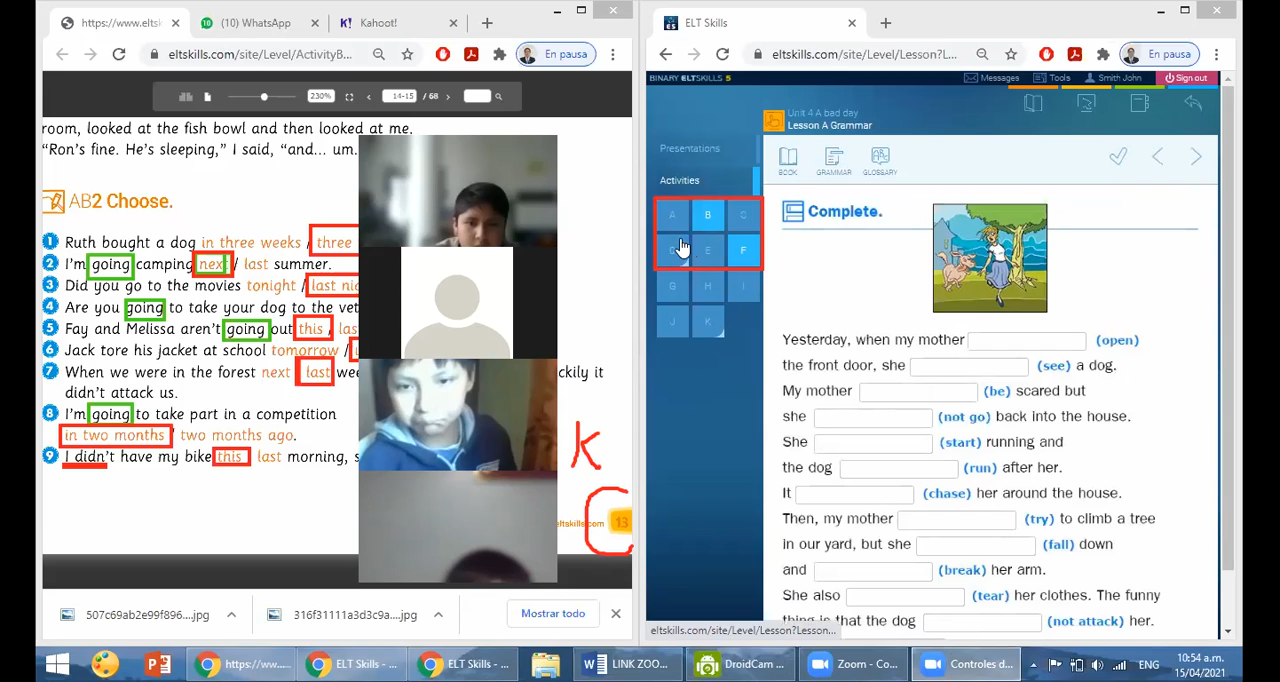 https://www.eltsk
(10) WhatsApp
Kahoot!
eltskills.com/site/Level/ActivityB...
En pausa
230%
14-15 / 68
room, looked at the fish bowl and then looked at me.
"Ron's fine. He's sleeping," I said, "and... um.
AB2 Choose.
1 Ruth bought a dog in three weeks / three
2 I'm going camping next / last summer.
3 Did you go to the movies tonight / last nig
4 Are you going to take your dog to the vet
5 Fay and Melissa aren't going out this / las
6 Jack tore his jacket at school tomorrow /
7 When we were in the forest next / last wee
ckily it
didn't attack us.
8 I'm going to take part in a competition
in two months / two months ago.
9 I didn't have my bike this last morning, s
K
eltskills.com 13
507c69ab2e99f896....jpg
316f31111a3d3c9a....jpg
Mostrar todo
ELT Skills
eltskills.com/site/Level/Lesson?L...
En pausa
BINARY ELTSKILLS 5
Messages
Tools
Smith John
Sign out
Unit 4 A bad day
Lesson A Grammar
Presentations
Activities
BOOK
GRAMMAR
GLOSSARY
A B C
E F
G H I
J K
Complete.
Yesterday, when my mother (open)
the front door, she (see) a dog.
My mother (be) scared but
she (not go) back into the house.
She (start) running and
the dog (run) after her.
It (chase) her around the house.
Then, my mother (try) to climb a tree
in our yard, but she (fall) down
and (break) her arm.
She also (tear) her clothes. The funny
thing is that the dog (not attack) her.
eltskills.com/site/Level/Lesson?Lesson...
https://www....
ELT Skills - ...
ELT Skills - ...
LINK ZOO...
DroidCam ...
Zoom - Co...
Controles d...
ENG
10:54 a.m.
15/04/2021